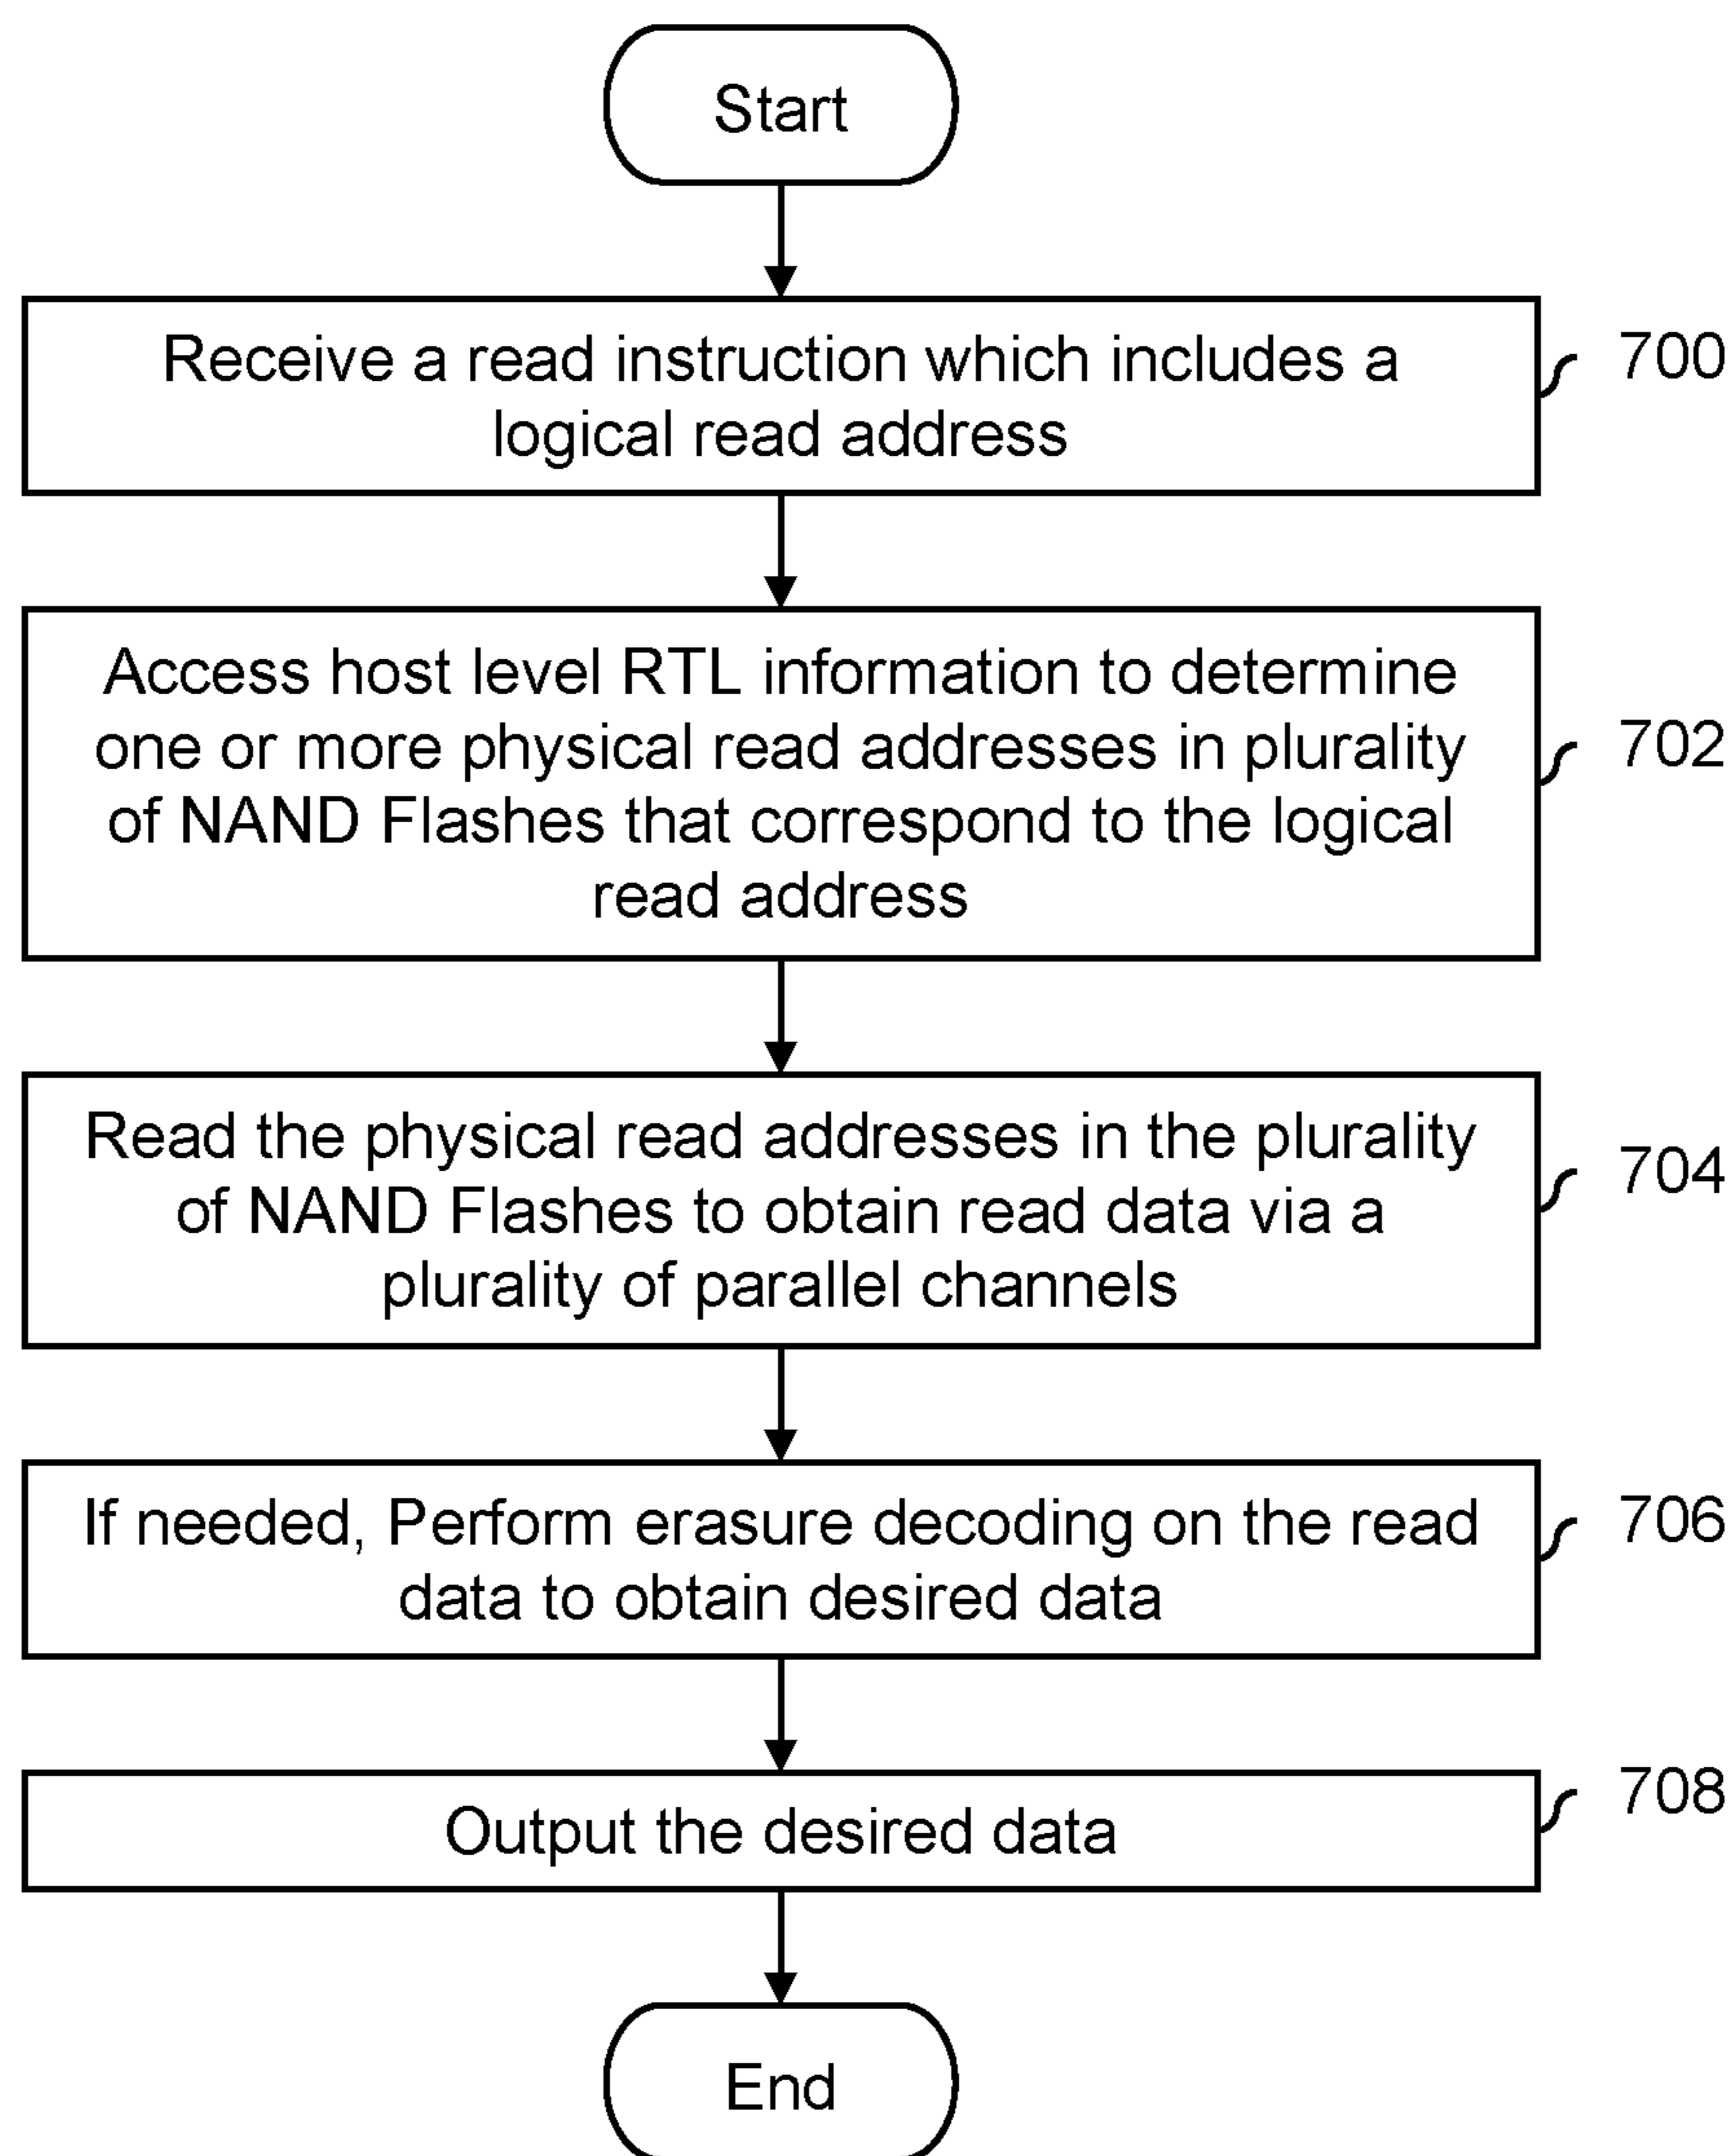 Start
Receive a read instruction which includes a
logical read address
700
Access host level RTL information to determine
one or more physical read addresses in plurality
of NAND Flashes that correspond to the logical
read address
702
Read the physical read addresses in the plurality
of NAND Flashes to obtain read data via a
plurality of parallel channels
704
If needed, Perform erasure decoding on the read
data to obtain desired data
706
Output the desired data
708
End